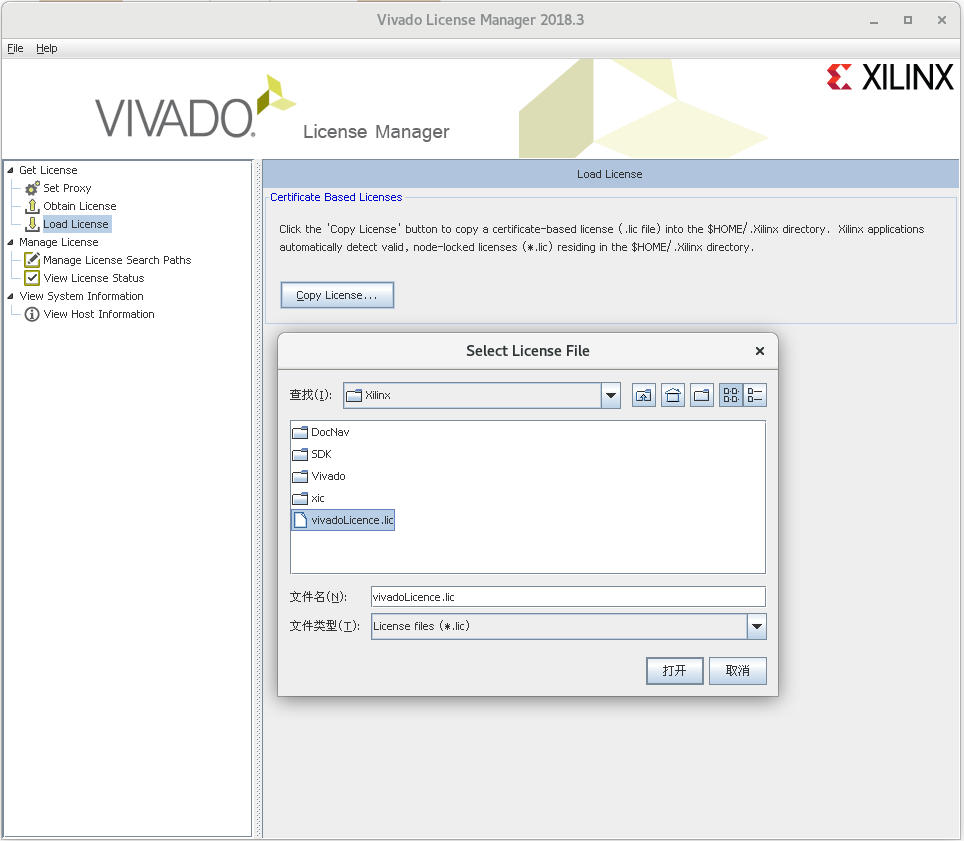 Vivado License Manager 2018.3
File Help
VIVADO.
License Manager
XILINX
Get License
Set Proxy
Obtain License
Load License
Manage License
Manage License Search Paths
View License Status
View System Information
View Host Information
Load License
Certificate Based Licenses
Click the 'Copy License' button to copy a certificate-based license (.lic file) into the $HOME/.Xilinx directory. Xilinx applications
automatically detect valid, node-locked licenses (*.lic) residing in the $HOME/.Xilinx directory.
Copy License...
Select License File
查找(I): Xilinx
DocNav
SDK
Vivado
xic
vivadoLicence.lic
文件名(N): vivadoLicence.lic
文件类型(T): License files (*.lic)
打开 取消